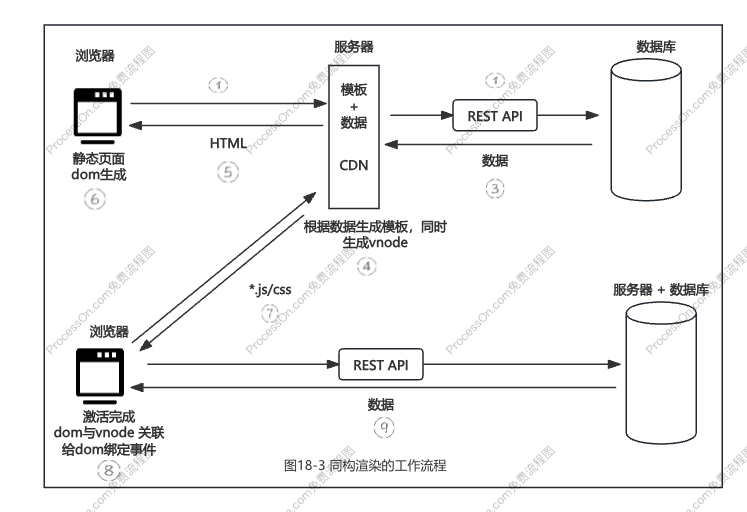 浏览器
服务器
数据库
①
①
模板
+
数据
REST API
HTML
CDN
数据
静态页面
dom生成
⑤
③
⑥
根据数据生成模板，同时
生成vnode
④
*.js/css
⑦
服务器 + 数据库
浏览器
REST API
激活完成
dom与vnode 关联
给dom绑定事件
数据
⑨
⑧
图18-3 同构渲染的工作流程
ProcessOn.com免费流程图